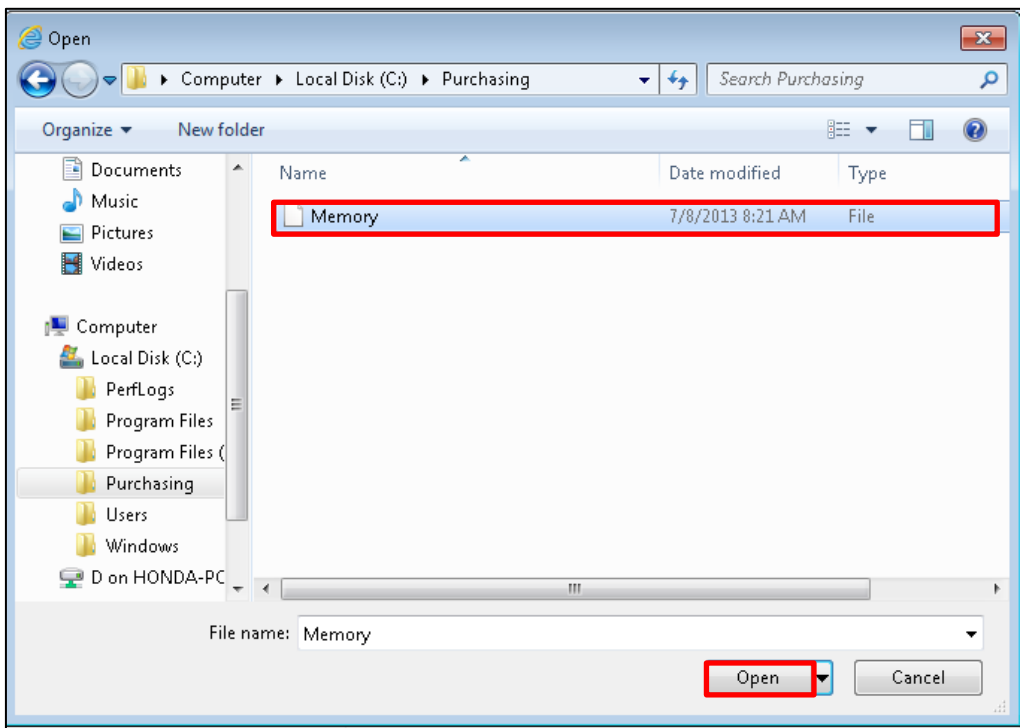 Open
Computer Local Disk (C:) Purchasing Search Purchasing
Organize New folder
Documents
Music
Pictures
Videos
Computer
Local Disk (C:)
PerfLogs
Program Files
Program Files (
Purchasing
Users
Windows
D on HONDA-PC
Name Date modified Type
Memory 7/8/2013 8:21 AM File
File name: Memory
Open Cancel